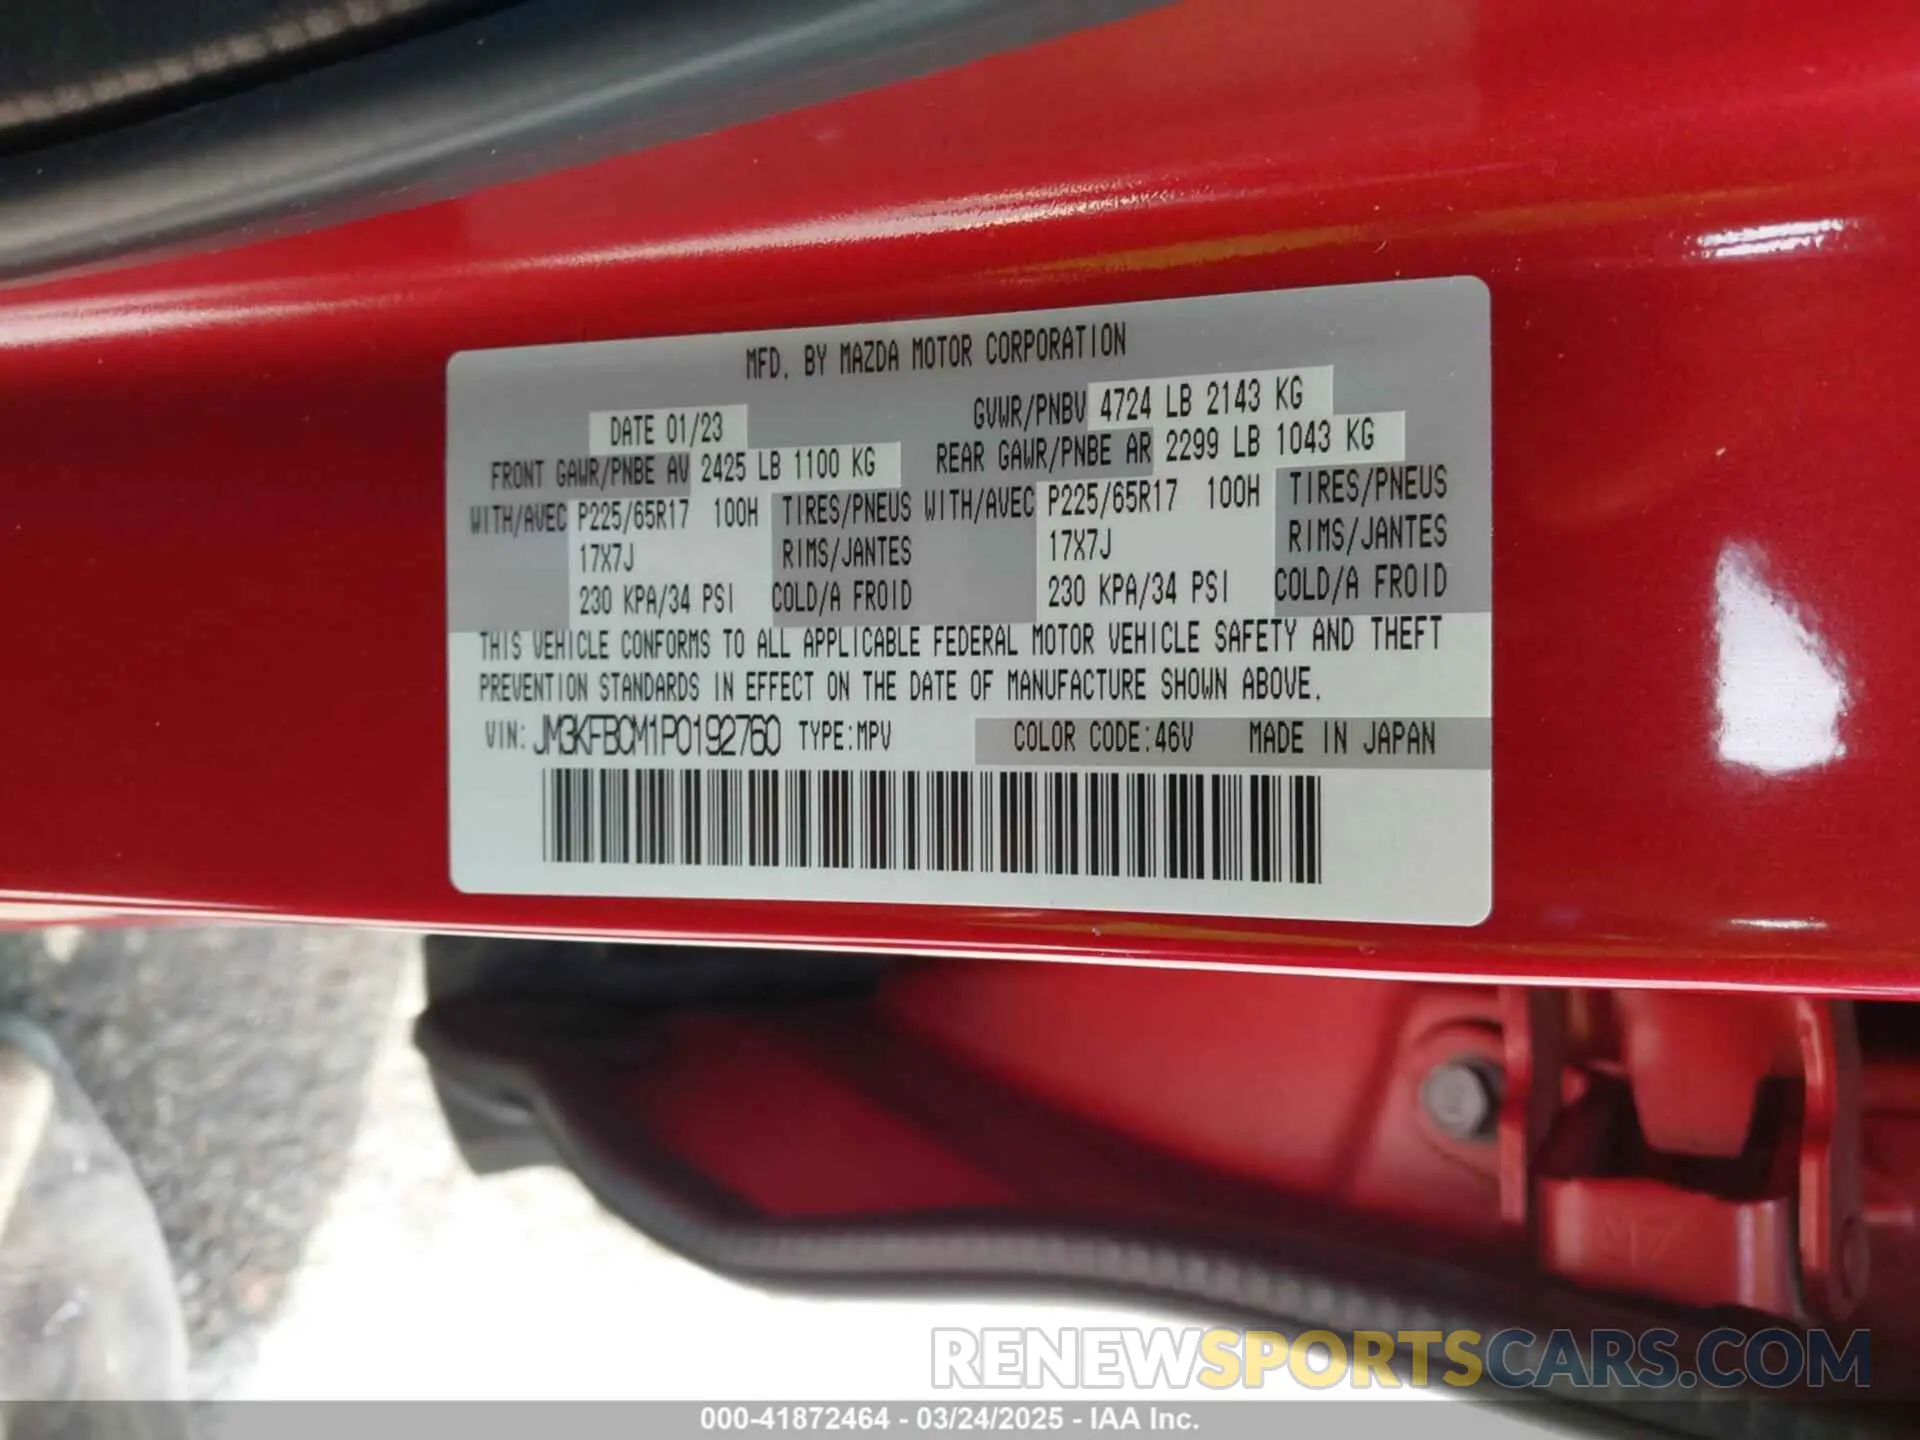 MFD. BY MAZDA MOTOR CORPORATION
DATE 01/23 GVWR/PNBV 4724 LB 2143 KG
FRONT GAWR/PNBE AV 2425 LB 1100 KG REAR GAWR/PNBE AR 2299 LB 1043 KG
WITH/AVEC P225/65R17 100H TIRES/PNEUS WITH/AVEC P225/65R17 100H TIRES/PNEUS
17X7J RIMS/JANTES 17X7J RIMS/JANTES
230 KPA/34 PSI COLD/A FROID 230 KPA/34 PSI COLD/A FROID
THIS VEHICLE CONFORMS TO ALL APPLICABLE FEDERAL MOTOR VEHICLE SAFETY AND THEFT
PREVENTION STANDARDS IN EFFECT ON THE DATE OF MANUFACTURE SHOWN ABOVE.
VIN: JM3KFBCM1P0192760 TYPE:MPV COLOR CODE:46V MADE IN JAPAN
RENEWSPORTSCARS.COM
000-41872464 - 03/24/2025 - IAA Inc.